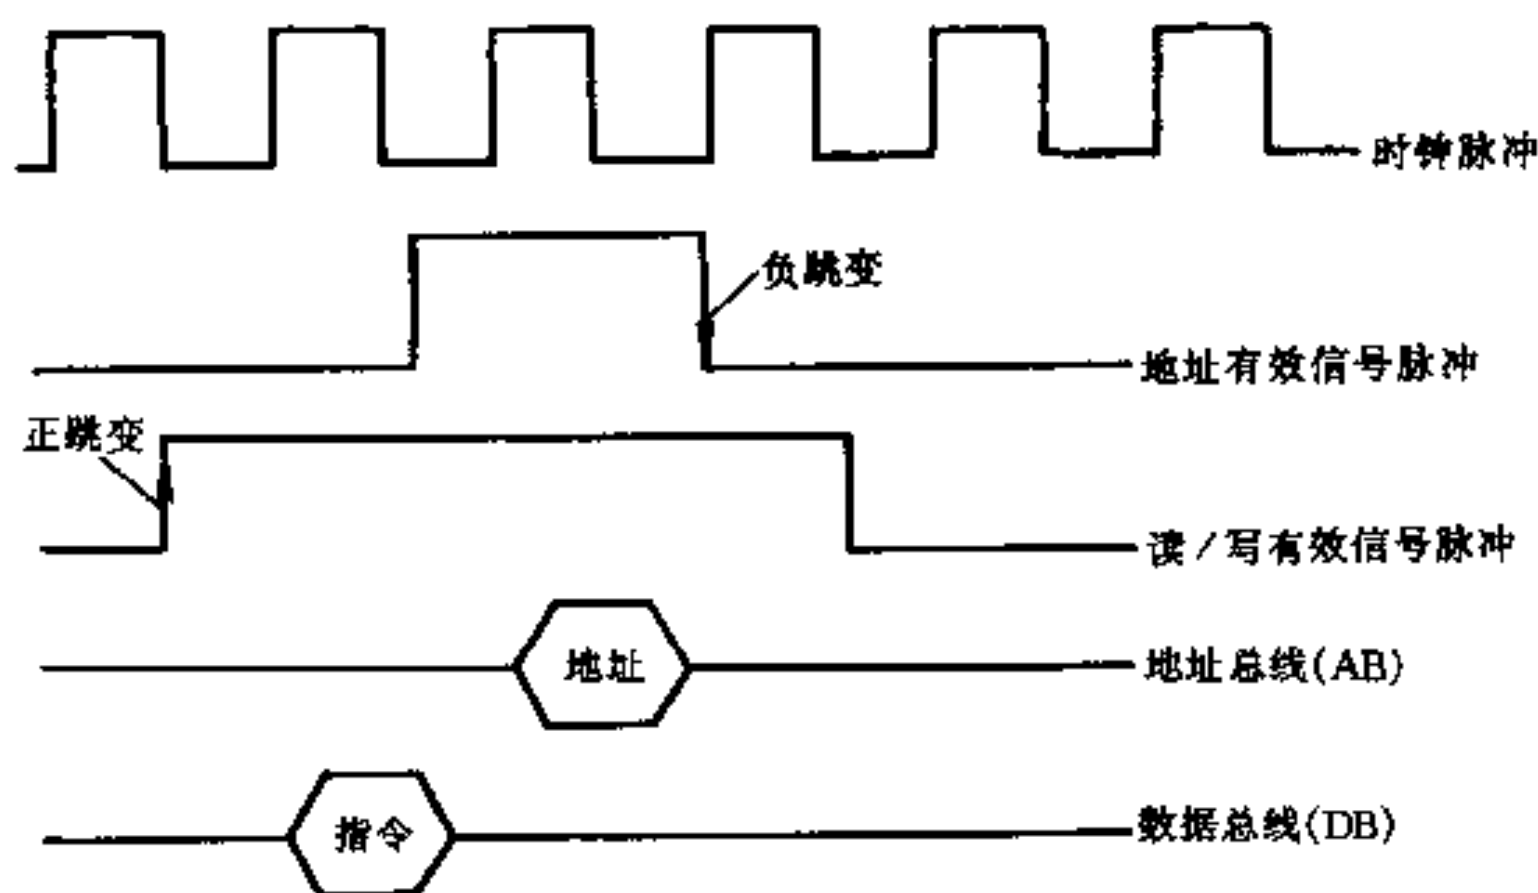 时钟脉冲
负跳变
地址有效信号脉冲
正跳变
读/写有效信号脉冲
地址
地址总线(AB)
指令
数据总线(DB)